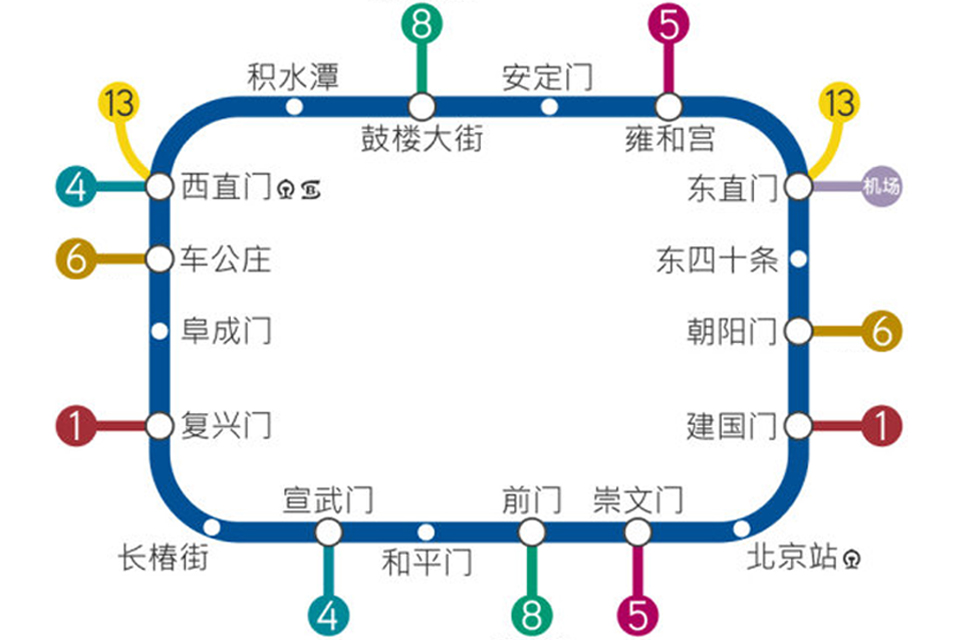 8
5
积水潭
安定门
13
13
鼓楼大街
雍和宫
4
西直门
东直门
机场
6
车公庄
东四十条
阜成门
朝阳门
6
1
复兴门
建国门
1
宣武门
前门
崇文门
长椿街
和平门
北京站
4
8
5